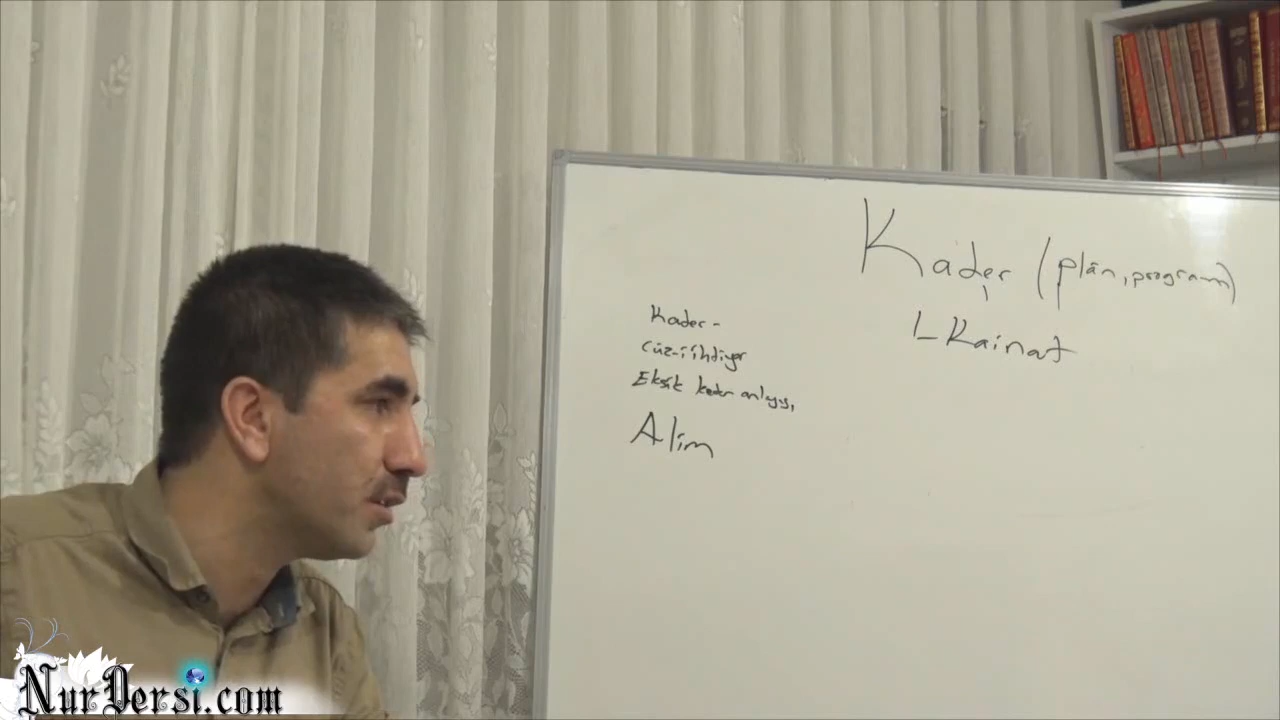 Kader (plân, program)
Kainat
Kader -
Cüz-i ihtiyar
Eksik kader anlayışı
Alim
NurDersi.com